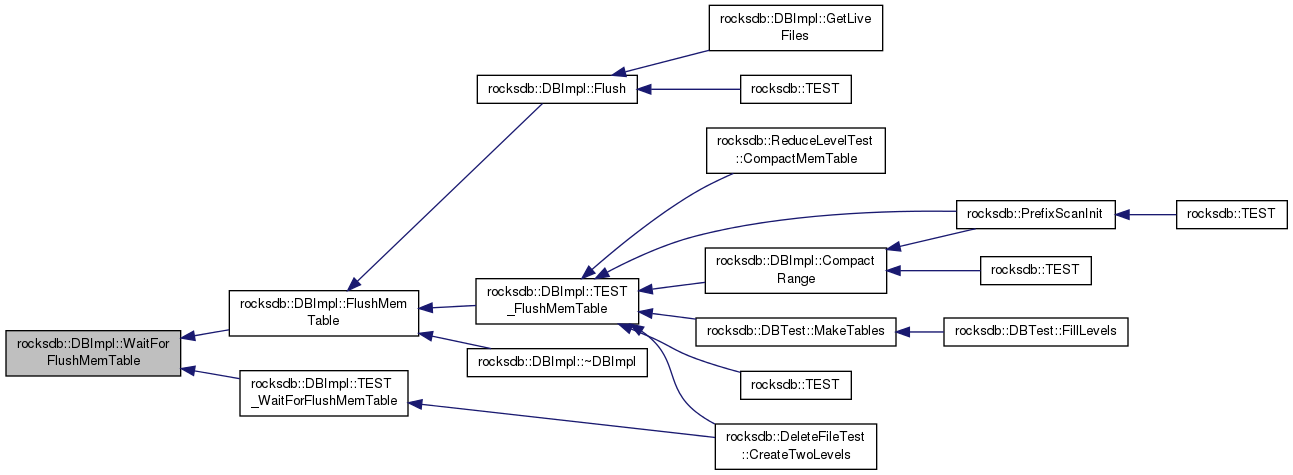 rocksdb::DBImpl::GetLive
Files
rocksdb::DBImpl::Flush
rocksdb::TEST
rocksdb::ReduceLevelTest
::CompactMemTable
rocksdb::PrefixScanInit
rocksdb::TEST
rocksdb::DBImpl::Compact
Range
rocksdb::TEST
rocksdb::DBImpl::TEST
_FlushMemTable
rocksdb::DBImpl::FlushMem
Table
rocksdb::DBTest::MakeTables
rocksdb::DBTest::FillLevels
rocksdb::DBImpl::WaitFor
FlushMemTable
rocksdb::DBImpl::~DBImpl
rocksdb::DBImpl::TEST
_WaitForFlushMemTable
rocksdb::TEST
rocksdb::DeleteFileTest
::CreateTwoLevels